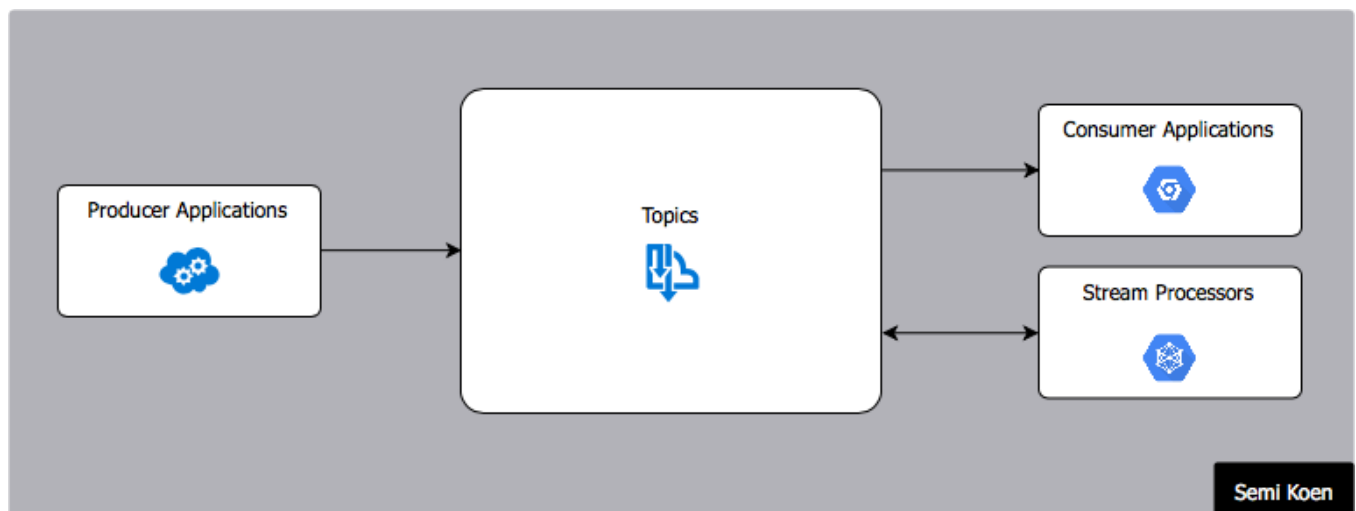 Producer Applications
Topics
Consumer Applications
Stream Processors
Semi Koen